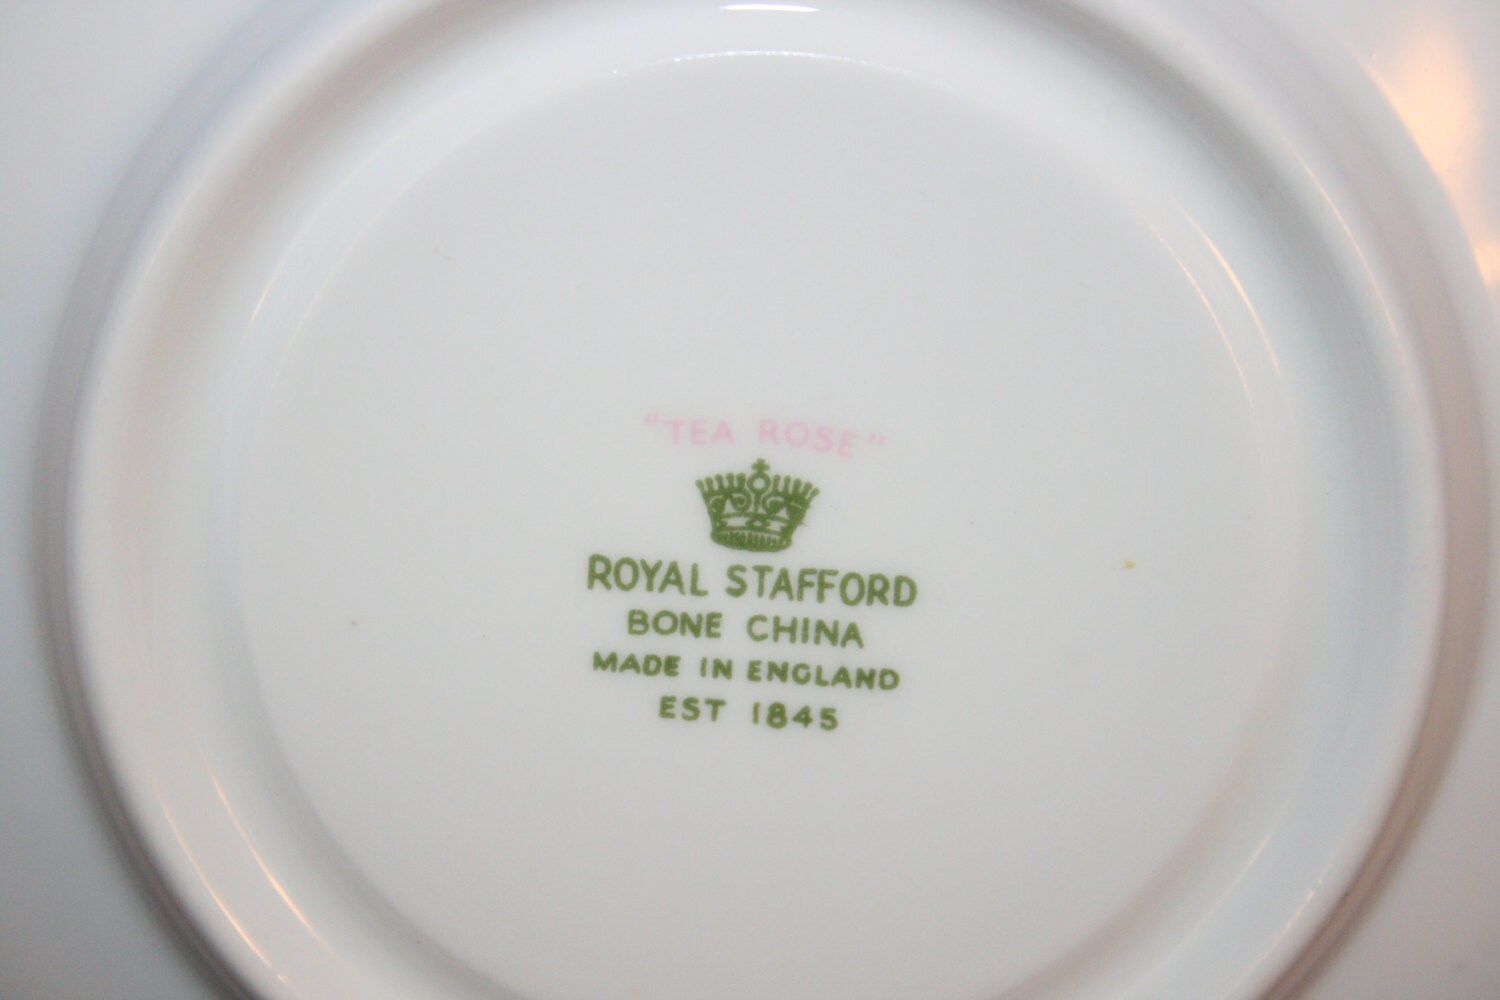 "TEA ROSE"
ROYAL STAFFORD
BONE CHINA
MADE IN ENGLAND
EST 1845